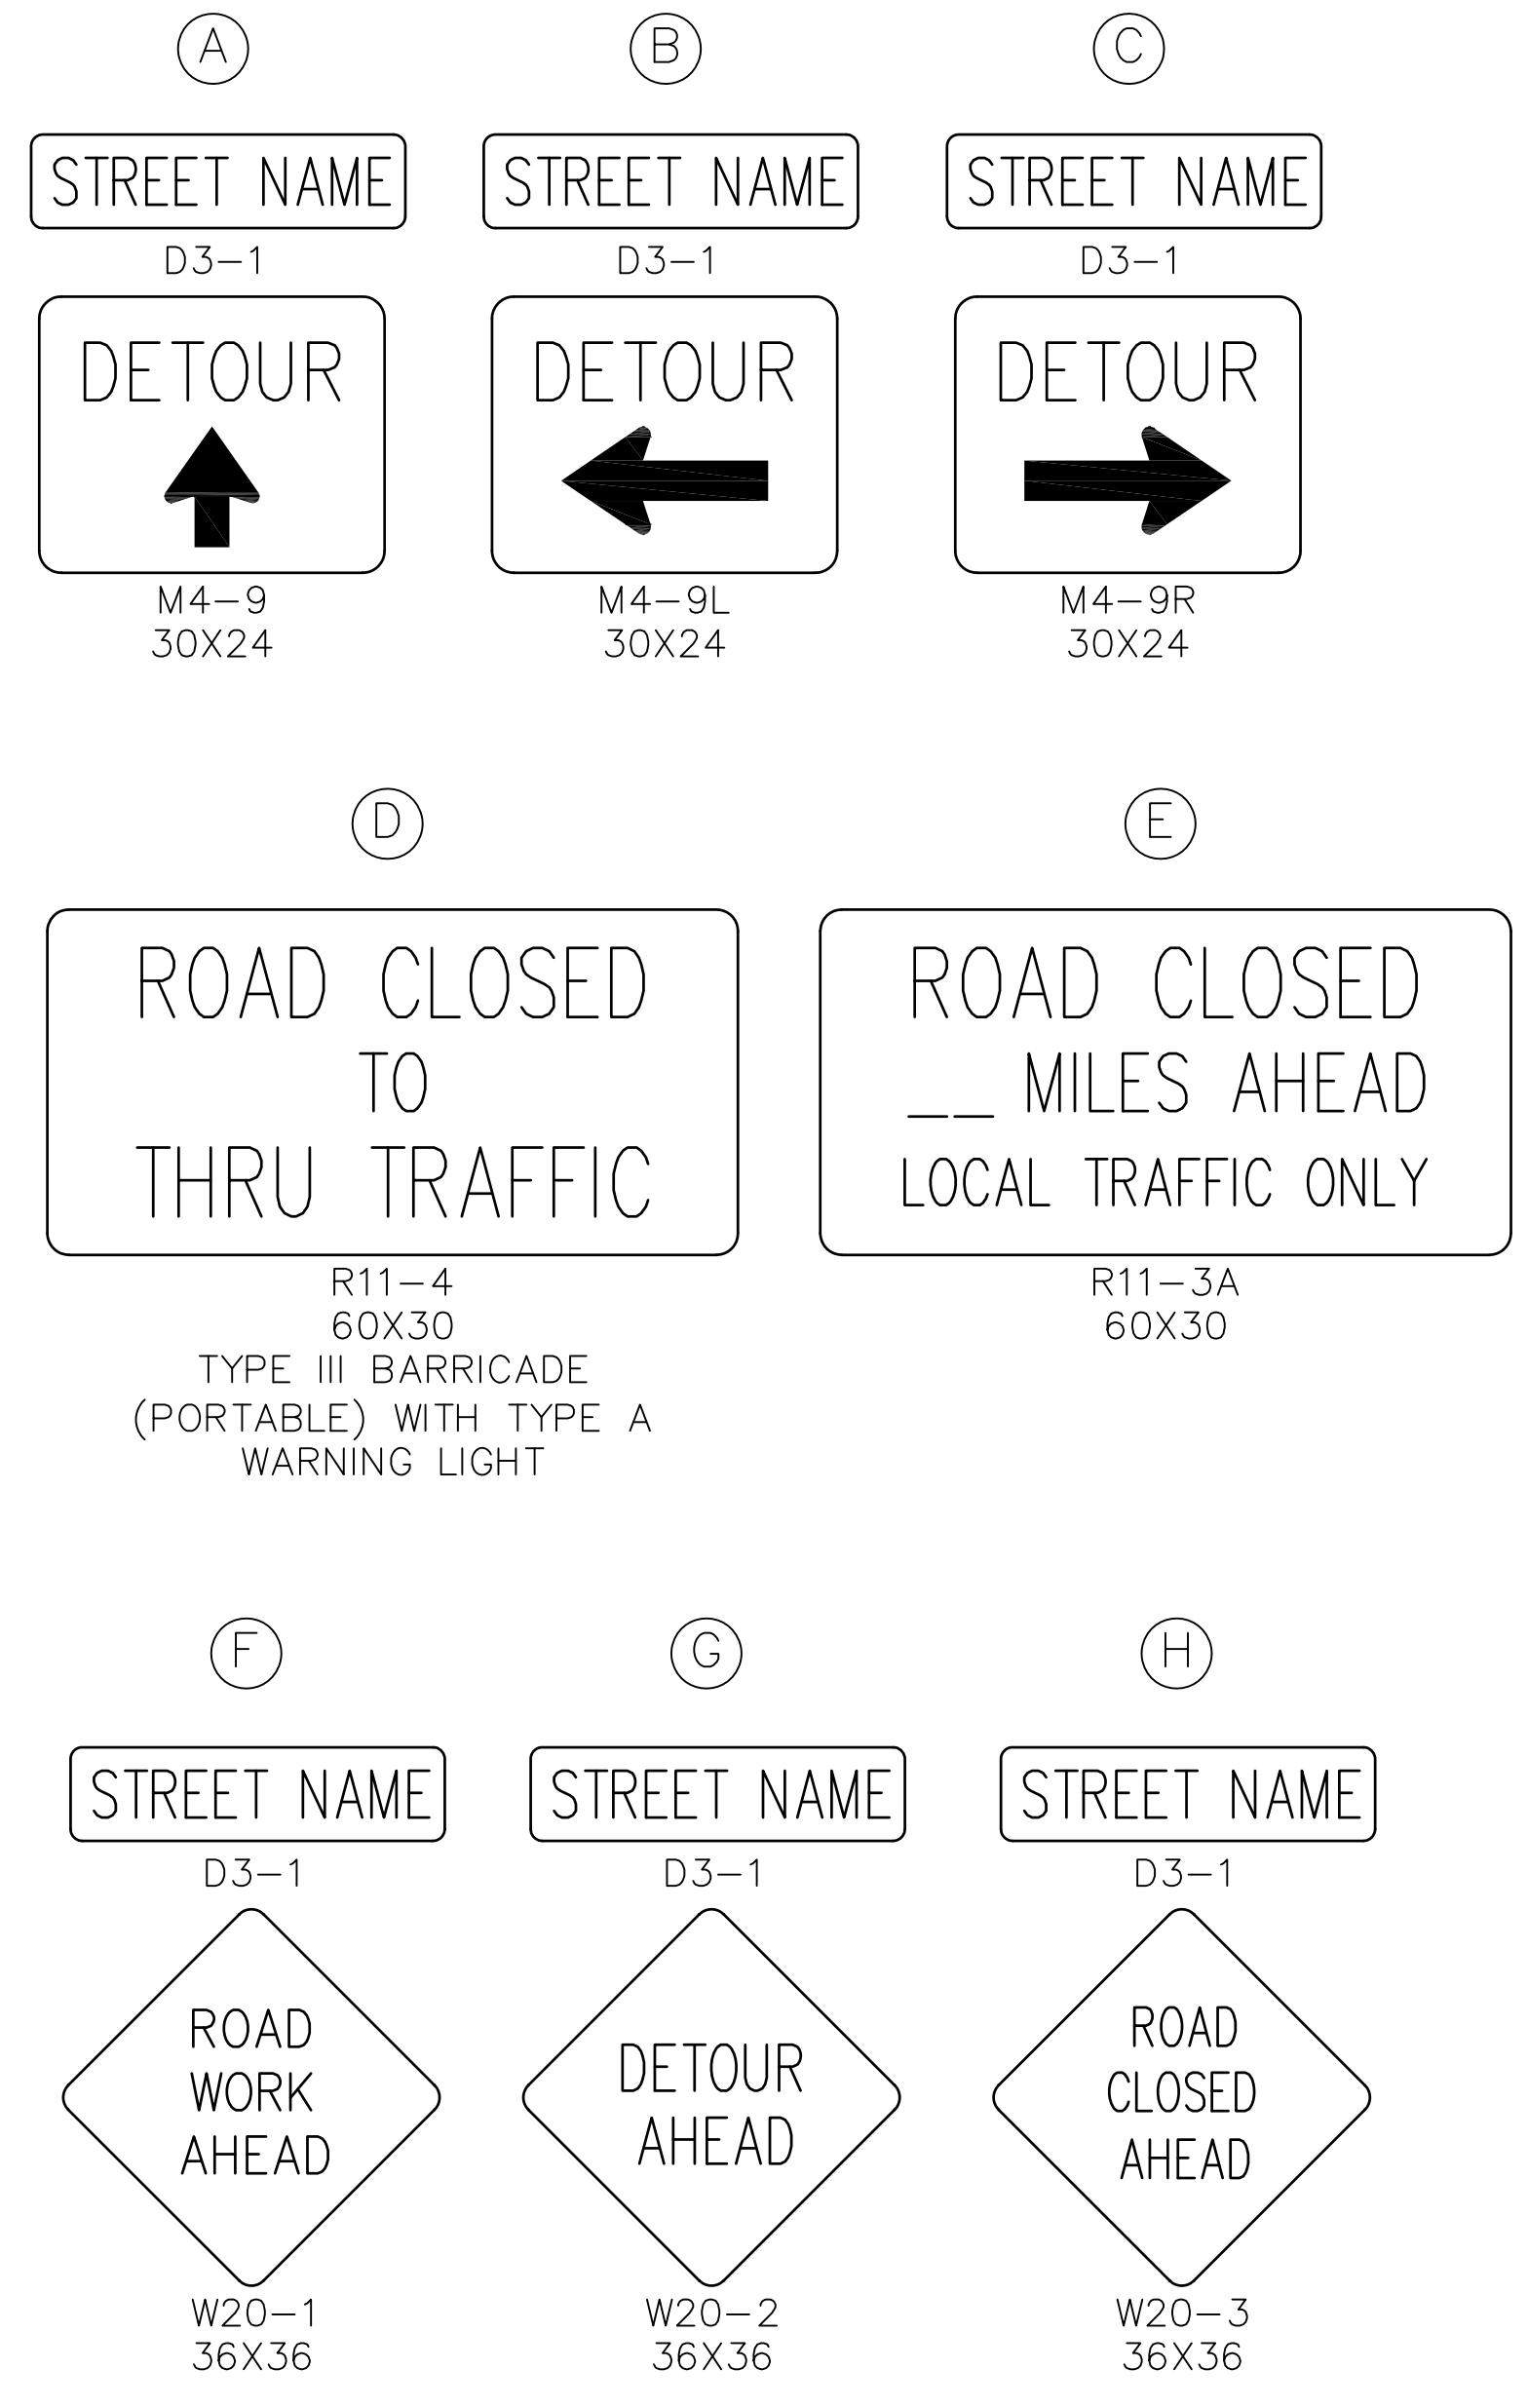 A
B
C
STREET NAME
STREET NAME
STREET NAME
D3-1
D3-1
D3-1
DETOUR
DETOUR
DETOUR
M4-9
M4-9L
M4-9R
30X24
30X24
30X24
D
E
ROAD CLOSED
TO
THRU TRAFFIC
R11-4
60X30
TYPE III BARRICADE
(PORTABLE) WITH TYPE A
WARNING LIGHT
ROAD CLOSED
__ MILES AHEAD
LOCAL TRAFFIC ONLY
R11-3A
60X30
F
G
H
STREET NAME
STREET NAME
STREET NAME
D3-1
D3-1
D3-1
ROAD
WORK
AHEAD
W20-1
36X36
DETOUR
AHEAD
W20-2
36X36
ROAD
CLOSED
AHEAD
W20-3
36X36